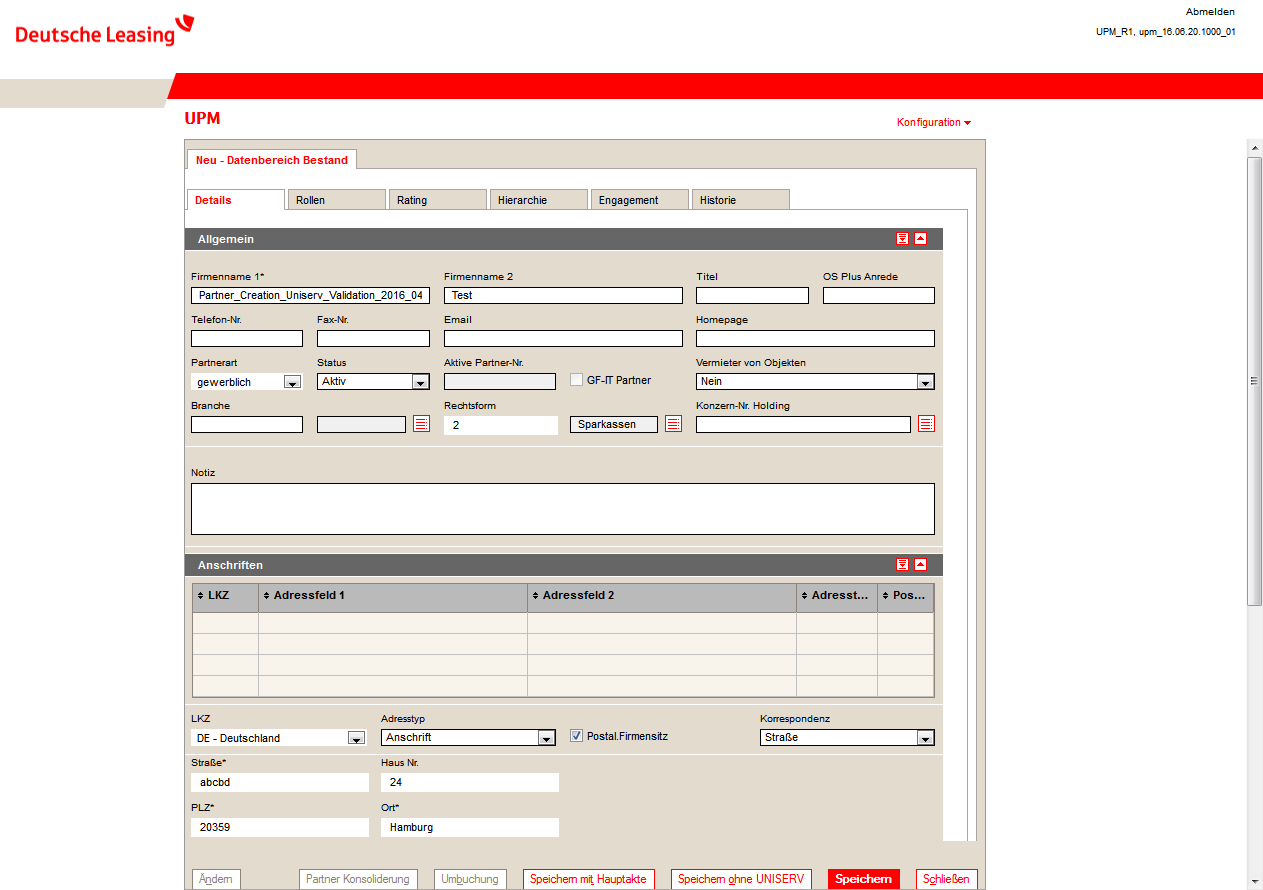 Abmelden
Deutsche Leasing
UPM_R1, upm_16.06.20.1000_01
UPM
Konfiguration
Neu - Datenbereich Bestand
Details Rollen Rating Hierarchie Engagement Historie
Allgemein
Firmenname 1* Firmenname 2 Titel OS Plus Anrede
Partner_Creation_Uniserv_Validation_2016_04 Test
Telefon-Nr. Fax-Nr. Email Homepage
Partnerart Status Aktive Partner-Nr. Vermieter von Objekten
gewerblich Aktiv GF-IT Partner Nein
Branche Rechtsform Konzern-Nr. Holding
2 Sparkassen
Notiz
Anschriften
LKZ Adressfeld 1 Adressfeld 2 Adresst... Pos...
LKZ Adresstyp Korrespondenz
DE - Deutschland Anschrift Postal.Firmensitz Straße
Straße* Haus Nr.
abcbd 24
PLZ* Ort*
20359 Hamburg
Ändern Partner Konsolidierung Umbuchung Speichern mit Hauptakte Speichern ohne UNISERV Speichern Schließen